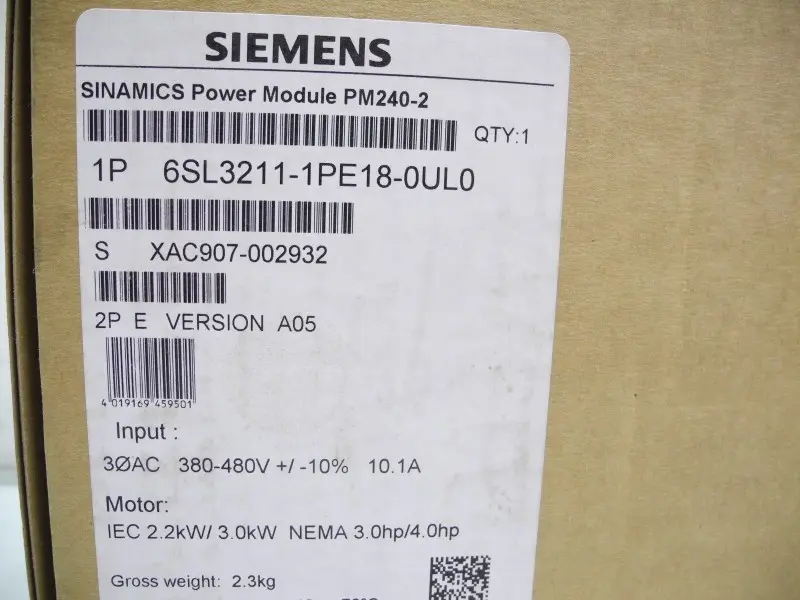 SIEMENS
SINAMICS Power Module PM240-2
QTY:1
1P 6SL3211-1PE18-0UL0
S XAC907-002932
2P E VERSION A05
4 019169 459501
Input :
3ØAC 380-480V +/ -10% 10.1A
Motor:
IEC 2.2kW/ 3.0kW NEMA 3.0hp/4.0hp
Gross weight: 2.3kg